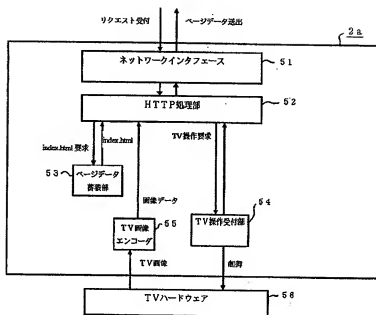 リクエスト受付
ページデータ送出
2a
ネットワークインタフェース
51
HTTP処理部
52
index.html 要求
index.html
TV操作要求
53
ページデータ
蓄積部
画像データ
55
54
TV画像
エンコーダ
TV操作受付部
TV画像
制御
TVハードウェア
56